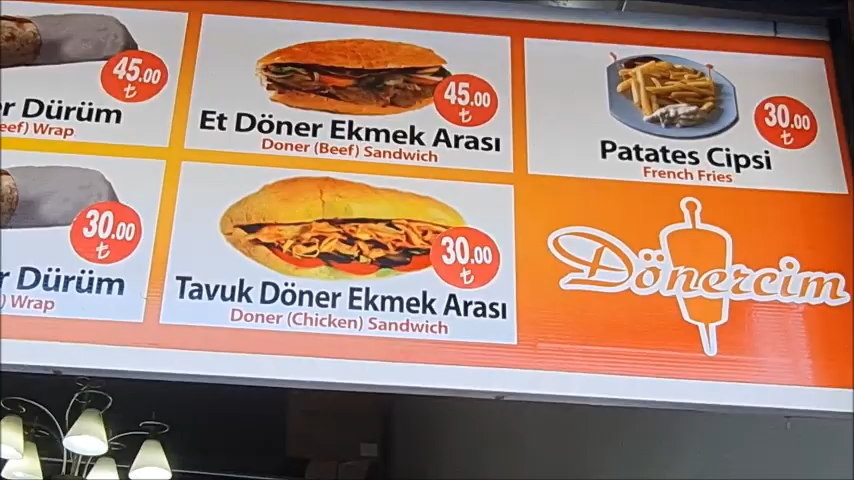 45.00 ₺
Dürüm
Wrap)
45.00 ₺
Et Döner Ekmek Arası
Doner (Beef) Sandwich
30.00 ₺
Patates Cipsi
French Fries
30.00 ₺
Dürüm
Wrap
30.00 ₺
Tavuk Döner Ekmek Arası
Doner (Chicken) Sandwich
Dönercim